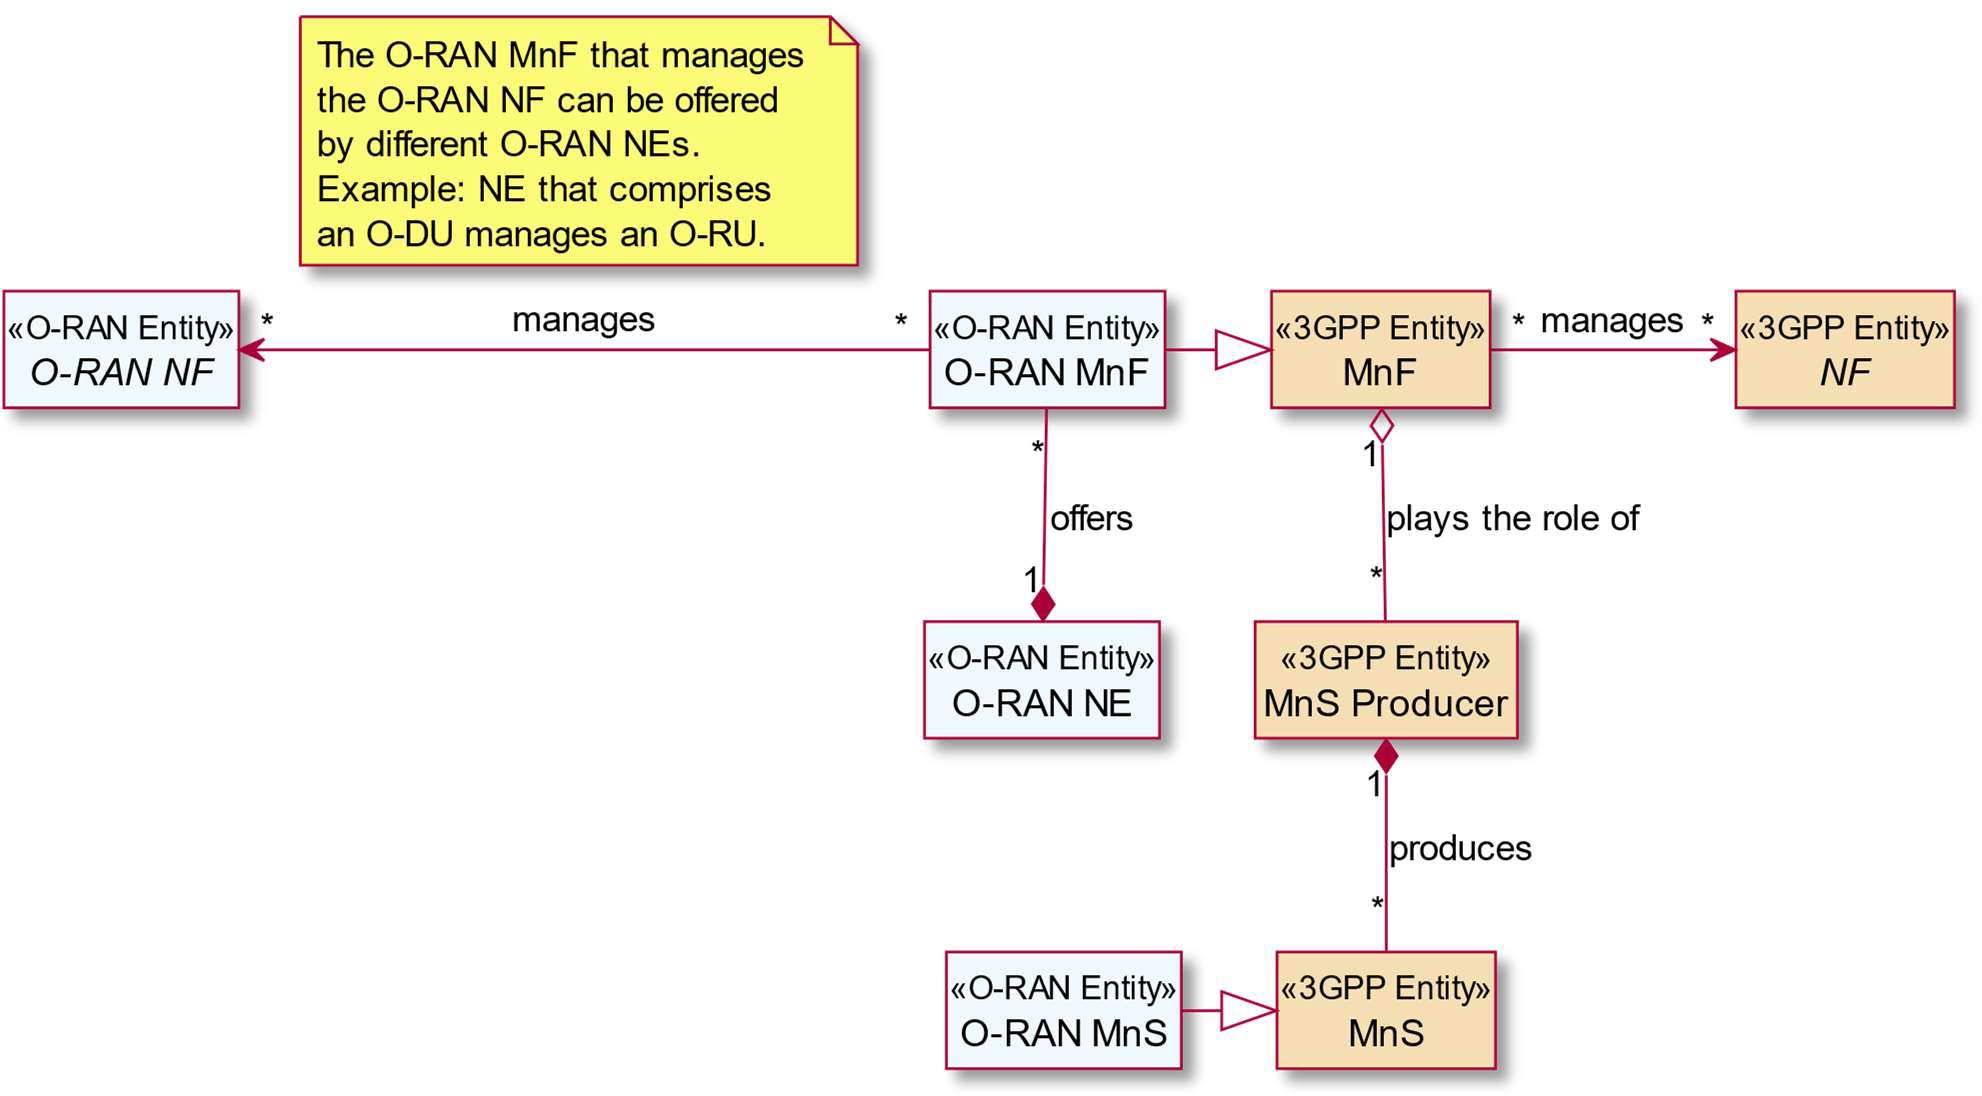 The O-RAN MnF that manages
the O-RAN NF can be offered
by different O-RAN NEs.
Example: NE that comprises
an O-DU manages an O-RU.
«O-RAN Entity»
O-RAN NF
* manages *
«O-RAN Entity»
O-RAN MnF
«3GPP Entity»
MnF
* manages *
«3GPP Entity»
NF
*
offers
1
1
plays the role of
*
«O-RAN Entity»
O-RAN NE
«3GPP Entity»
MnS Producer
1
produces
*
«O-RAN Entity»
O-RAN MnS
«3GPP Entity»
MnS